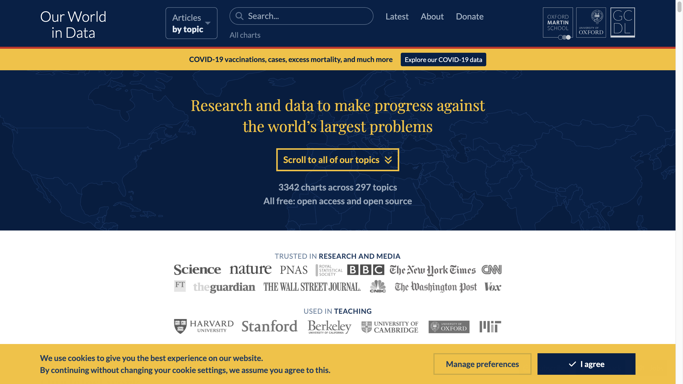 Our World
in Data
Articles
by topic
Search...
All charts
Latest
About
Donate
OXFORD
MARTIN
SCHOOL
UNIVERSITY OF
OXFORD
GC
DL
COVID-19 vaccinations, cases, excess mortality, and much more
Explore our COVID-19 data
Research and data to make progress against
the world's largest problems
Scroll to all of our topics
3342 charts across 297 topics
All free: open access and open source
TRUSTED IN RESEARCH AND MEDIA
Science nature PNAS ROYAL STATISTICAL SOCIETY BBC The New York Times CNN
FT theguardian THE WALL STREET JOURNAL. CNBC The Washington Post Vox
USED IN TEACHING
HARVARD UNIVERSITY Stanford Berkeley UNIVERSITY OF CALIFORNIA UNIVERSITY OF CAMBRIDGE UNIVERSITY OF OXFORD MIT
We use cookies to give you the best experience on our website.
By continuing without changing your cookie settings, we assume you agree to this.
Manage preferences
I agree